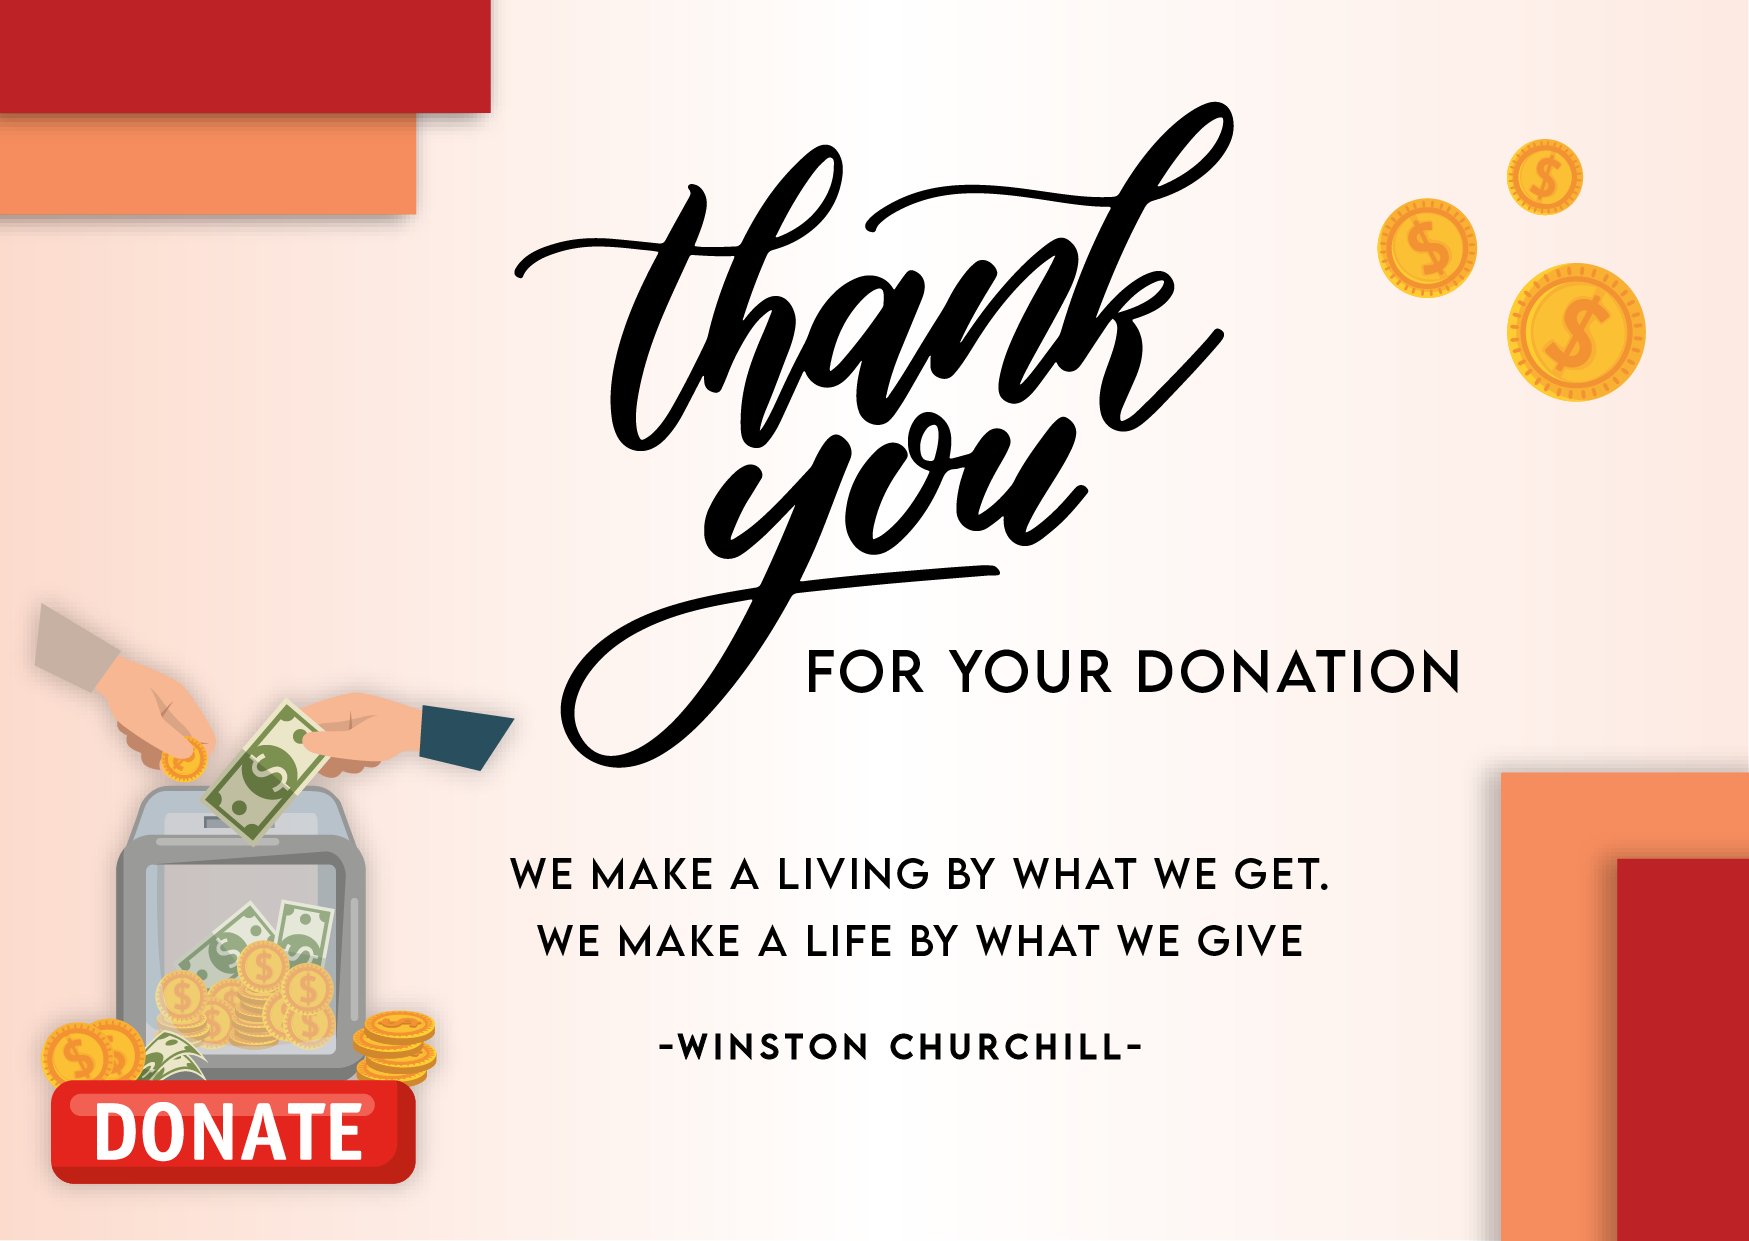 thank
you
FOR YOUR DONATION
WE MAKE A LIVING BY WHAT WE GET.
WE MAKE A LIFE BY WHAT WE GIVE
-WINSTON CHURCHILL-
DONATE